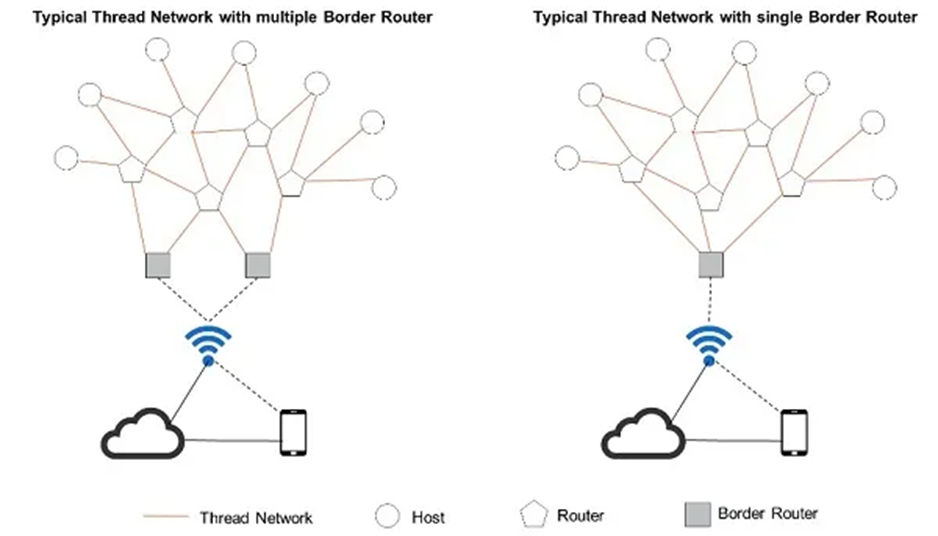 Typical Thread Network with multiple Border Router
Typical Thread Network with single Border Router
Thread Network
Host
Router
Border Router